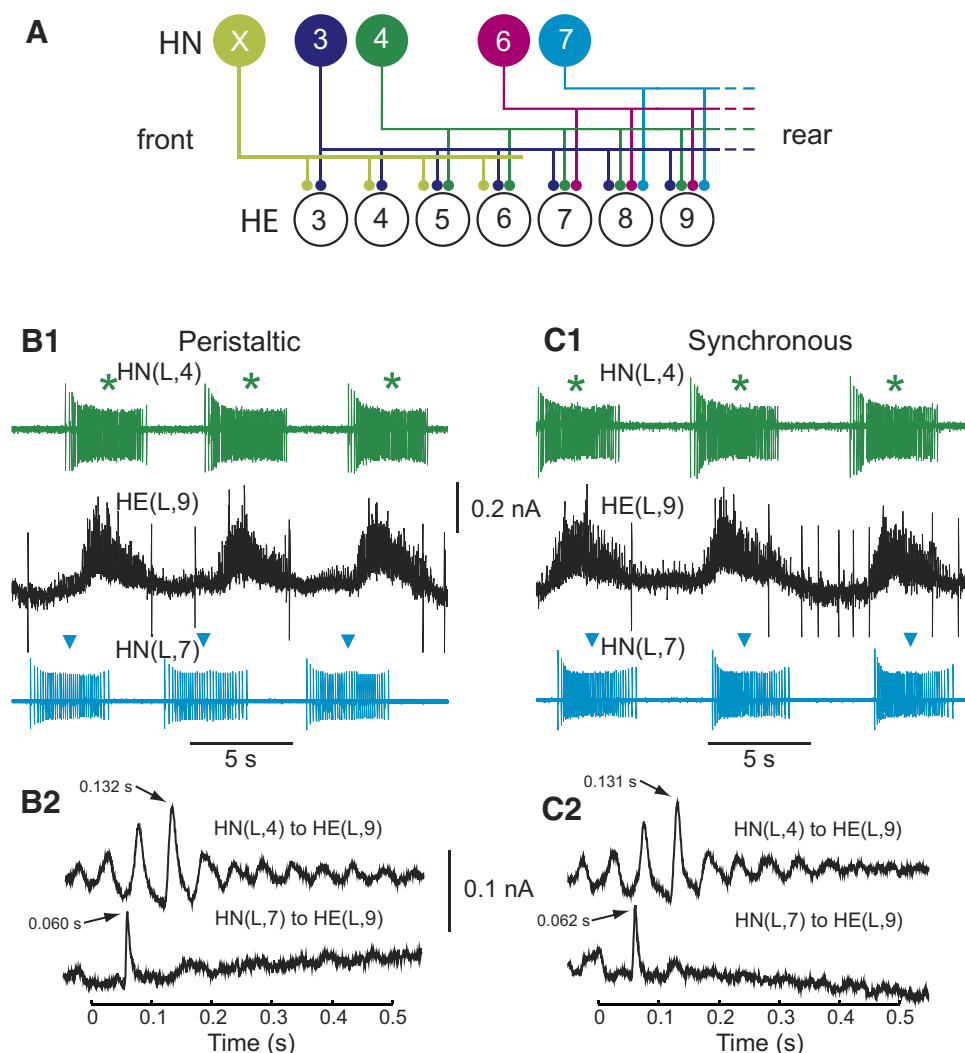 A
HN X 3 4 6 7
front rear
HE 3 4 5 6 7 8 9
B1 Peristaltic
HN(L,4) * * *
HE(L,9)
0.2 nA
HN(L,7)
5 s
C1 Synchronous
HN(L,4) * * *
HE(L,9)
HN(L,7)
5 s
B2
0.132 s
HN(L,4) to HE(L,9)
0.1 nA
0.060 s
HN(L,7) to HE(L,9)
0 0.1 0.2 0.3 0.4 0.5
Time (s)
C2
0.131 s
HN(L,4) to HE(L,9)
0.062 s
HN(L,7) to HE(L,9)
0 0.1 0.2 0.3 0.4 0.5
Time (s)